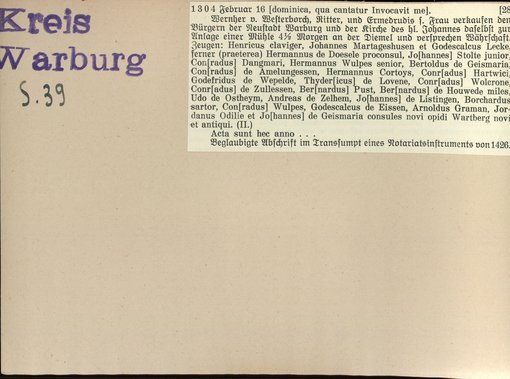 Kreis
Warburg
S. 39
1304 Februar 16 [dominica, qua cantatur Invocavit me]. [28
Wernher v. Westerborch, Ritter, und Ermedrudis s. Frau verkaufen den
Bürgern der Neustadt Warburg und der Kirche des hl. Johannes daselbst zur
Anlage einer Mühle 4½ Morgen an der Diemel und versprechen Währschaft.
Zeugen: Henricus claviger, Johannes Martageshusen et Godescalcus Lecke,
ferner (praeterea) Hermannus de Doesele proconsul, Jo[hannes] Stolte junior,
Con[radus] Dangmari, Hermannus Wulpes senior, Bertoldus de Geismaria,
Con[radus] de Amelungessen, Hermannus Cortoys, Conr[adus] Hartwici,
Godefridus de Wepelde, Thyder[icus] de Lovene, Conr[adus] Wolcrone,
Conr[adus] de Zullessen, Ber[nardus] Pust, Ber[nardus] de Houwede miles,
Udo de Ostheym, Andreas de Zelhem, Jo[hannes] de Listingen, Borchardus
sartor, Con[radus] Wulpes, Godescalcus de Eissen, Arnoldus Graman, Jor-
danus Odilie et Jo[hannes] de Geismaria consules novi opidi Wartberg novi
et antiqui. (II.)
Acta sunt hec anno . . .
Beglaubigte Abschrift im Transsumpt eines Notariatsinstruments von 1426.